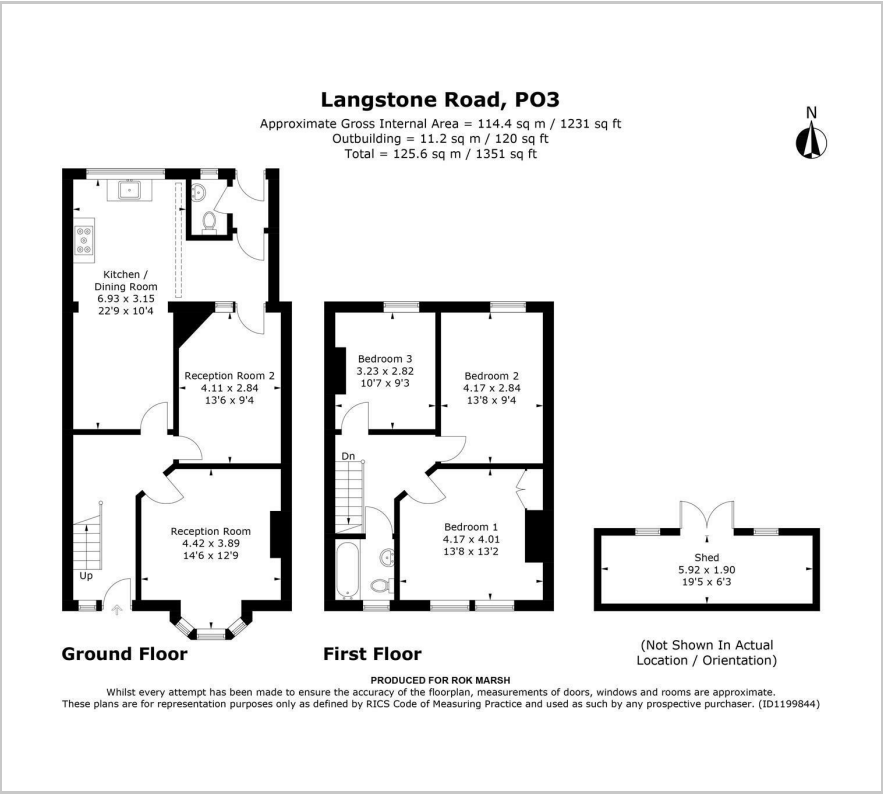 Langstone Road, PO3
Approximate Gross Internal Area = 114.4 sq m / 1231 sq ft
Outbuilding = 11.2 sq m / 120 sq ft
Total = 125.6 sq m / 1351 sq ft
N
Kitchen /
Dining Room
6.93 x 3.15
22'9 x 10'4
Reception Room 2
4.11 x 2.84
13'6 x 9'4
Reception Room
4.42 x 3.89
14'6 x 12'9
Up
Ground Floor
Bedroom 3
3.23 x 2.82
10'7 x 9'3
Bedroom 2
4.17 x 2.84
13'8 x 9'4
Dn
Bedroom 1
4.17 x 4.01
13'8 x 13'2
First Floor
Shed
5.92 x 1.90
19'5 x 6'3
(Not Shown In Actual
Location / Orientation)
PRODUCED FOR ROK MARSH
Whilst every attempt has been made to ensure the accuracy of the floorplan, measurements of doors, windows and rooms are approximate.
These plans are for representation purposes only as defined by RICS Code of Measuring Practice and used as such by any prospective purchaser. (ID1199844)